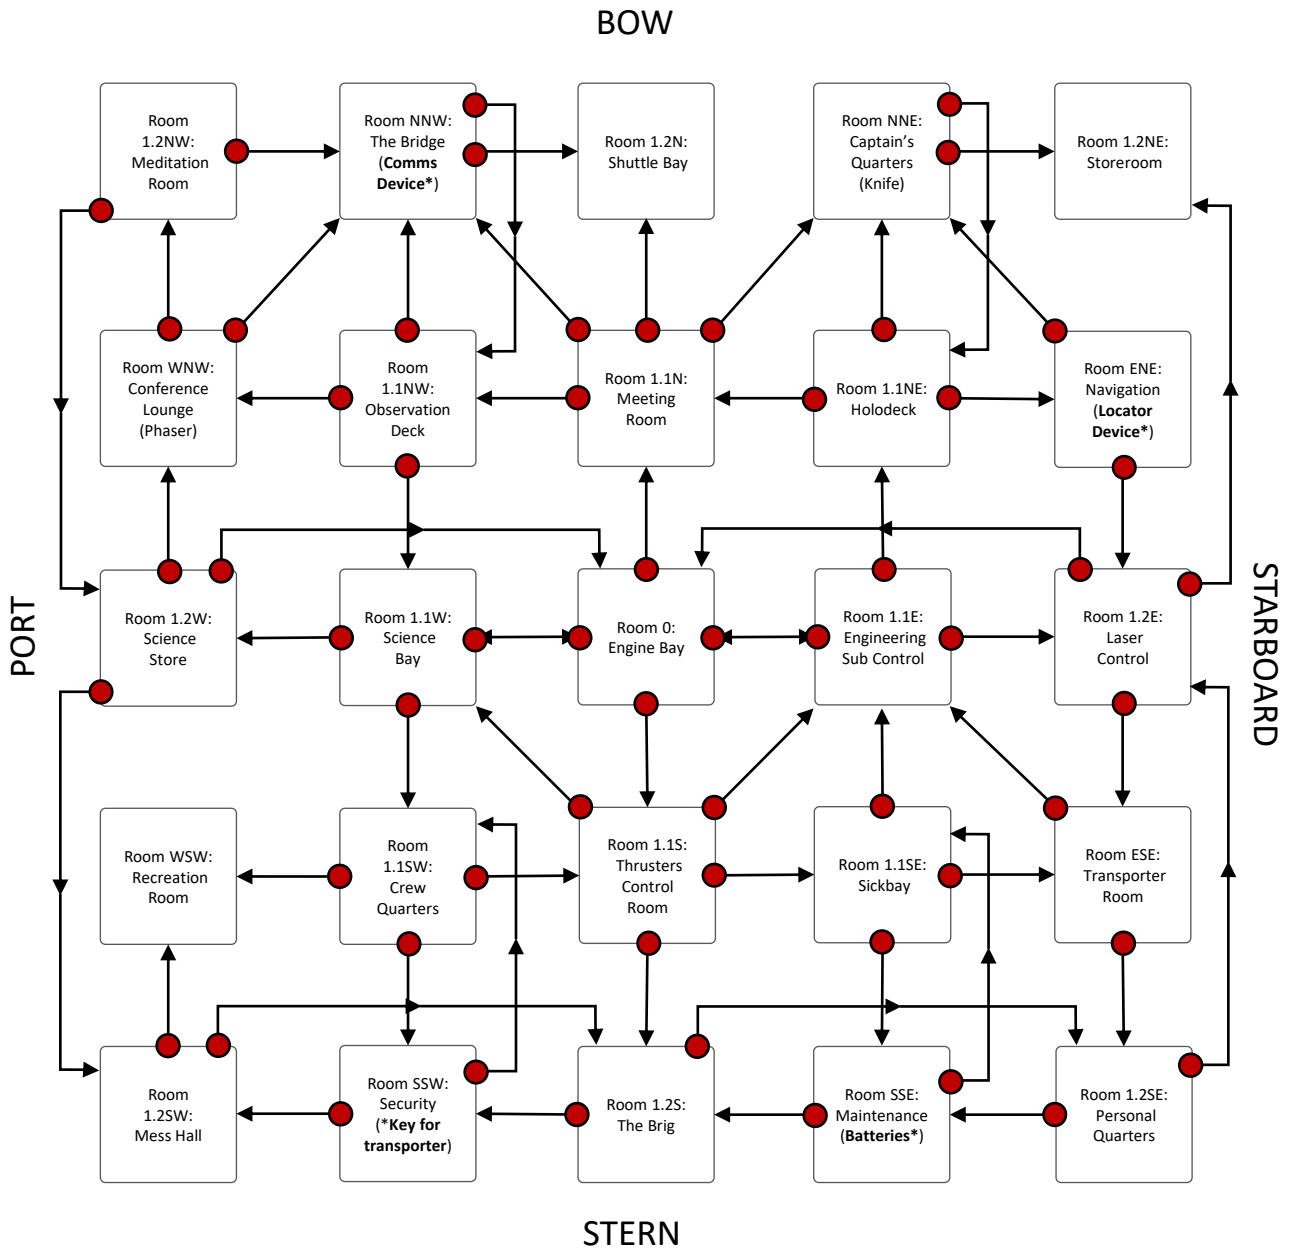 BOW
Room
1.2NW:
Meditation
Room
Room NNW:
The Bridge
(Comms
Device*)
Room 1.2N:
Shuttle Bay
Room NNE:
Captain's
Quarters
(Knife)
Room 1.2NE:
Storeroom
Room WNW:
Conference
Lounge
(Phaser)
Room
1.1NW:
Observation
Deck
Room 1.1N:
Meeting
Room
Room 1.1NE:
Holodeck
Room ENE:
Navigation
(Locator
Device*)
PORT
Room 1.2W:
Science
Store
Room 1.1W:
Science
Bay
Room 0:
Engine Bay
Room 1.1E:
Engineering
Sub Control
Room 1.2E:
Laser
Control
STARBOARD
Room WSW:
Recreation
Room
Room
1.1SW:
Crew
Quarters
Room 1.1S:
Thrusters
Control
Room
Room 1.1SE:
Sickbay
Room ESE:
Transporter
Room
Room
1.2SW:
Mess Hall
Room SSW:
Security
(*Key for
transporter)
Room 1.2S:
The Brig
Room SSE:
Maintenance
(Batteries*)
Room 1.2SE:
Personal
Quarters
STERN